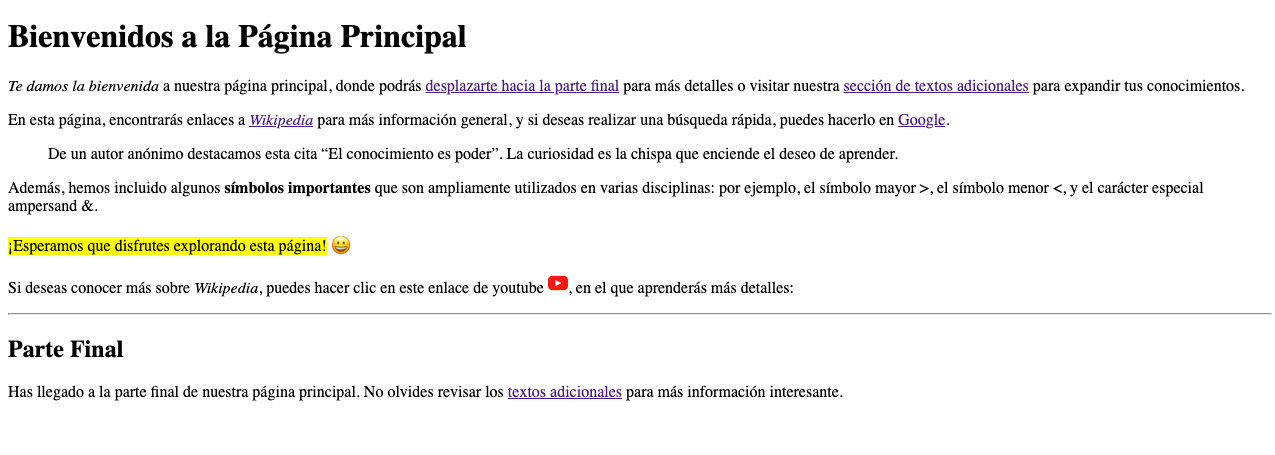 Bienvenidos a la Página Principal
Te damos la bienvenida a nuestra página principal, donde podrás desplazarte hacia la parte final para más detalles o visitar nuestra sección de textos adicionales para expandir tus conocimientos.
En esta página, encontrarás enlaces a Wikipedia para más información general, y si deseas realizar una búsqueda rápida, puedes hacerlo en Google.
De un autor anónimo destacamos esta cita “El conocimiento es poder”. La curiosidad es la chispa que enciende el deseo de aprender.
Además, hemos incluido algunos símbolos importantes que son ampliamente utilizados en varias disciplinas: por ejemplo, el símbolo mayor >, el símbolo menor <, y el carácter especial
ampersand &.
¡Esperamos que disfrutes explorando esta página! 😀
Si deseas conocer más sobre Wikipedia, puedes hacer clic en este enlace de youtube , en el que aprenderás más detalles:
Parte Final
Has llegado a la parte final de nuestra página principal. No olvides revisar los textos adicionales para más información interesante.